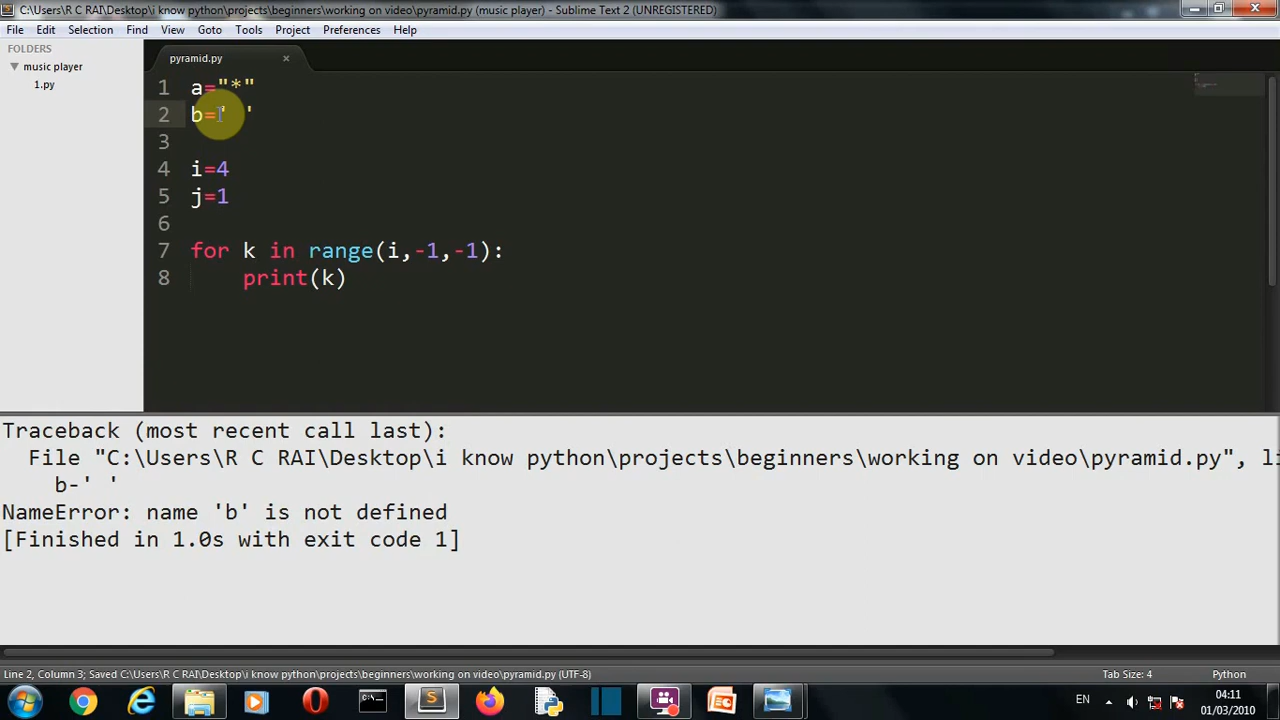 C:\Users\R C RAI\Desktop\i know python\projects\beginners\working on video\pyramid.py (music player) - Sublime Text 2 (UNREGISTERED)
File Edit Selection Find View Goto Tools Project Preferences Help
FOLDERS
music player
1.py
pyramid.py
1 a="*"
2 b=' '
3
4 i=4
5 j=1
6
7 for k in range(i,-1,-1):
8 print(k)
Traceback (most recent call last):
File "C:\Users\R C RAI\Desktop\i know python\projects\beginners\working on video\pyramid.py", li
b-' '
NameError: name 'b' is not defined
[Finished in 1.0s with exit code 1]
Line 2, Column 3; Saved C:\Users\R C RAI\Desktop\i know python\projects\beginners\working on video\pyramid.py (UTF-8)
Tab Size: 4
Python
EN
04:11
01/03/2010